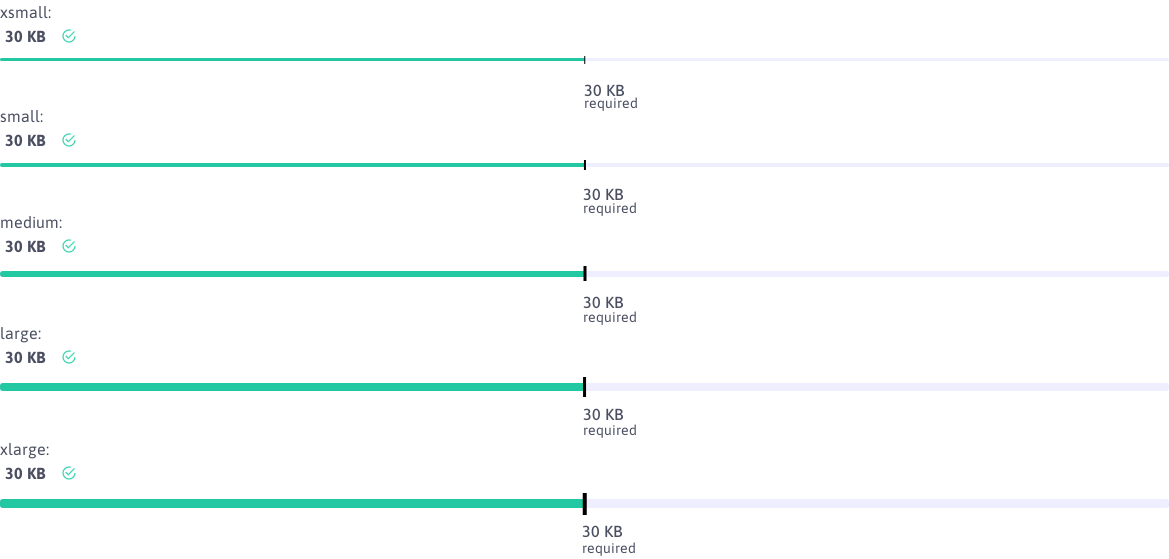 xsmall:
30 KB
30 KB
required
small:
30 KB
30 KB
required
medium:
30 KB
30 KB
required
large:
30 KB
30 KB
required
xlarge:
30 KB
30 KB
required